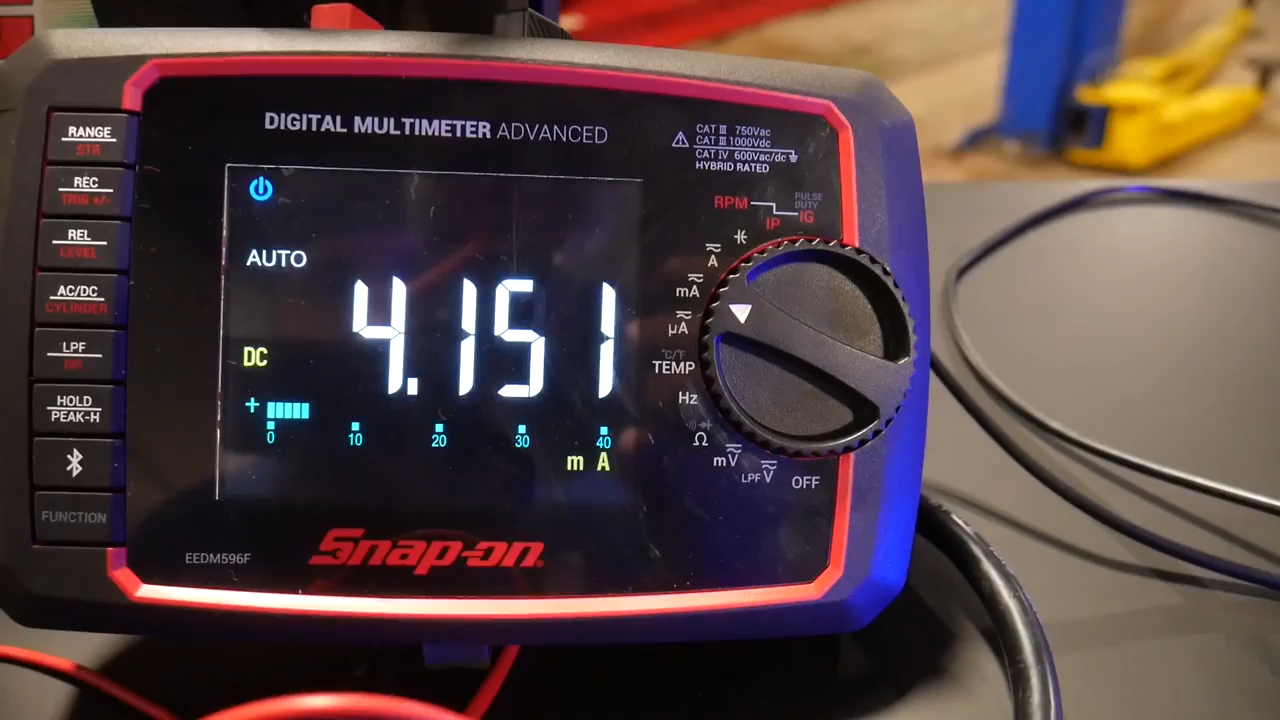 DIGITAL MULTIMETER ADVANCED
CAT III 750Vac
CAT III 1000Vdc
CAT IV 600Vac/dc
HYBRID RATED
RANGE
STR
REC
TRIG +/-
REL
LEVEL
AC/DC
CYLINDER
LPF
HOLD
PEAK-H
FUNCTION
AUTO
4.151
DC
+
0 10 20 30 40
m A
RPM
PULSE
DUTY
IP
IG
A
mA
µA
°C/°F
TEMP
Hz
Ω
mV
LPF V
OFF
EEDM596F
Snap-on